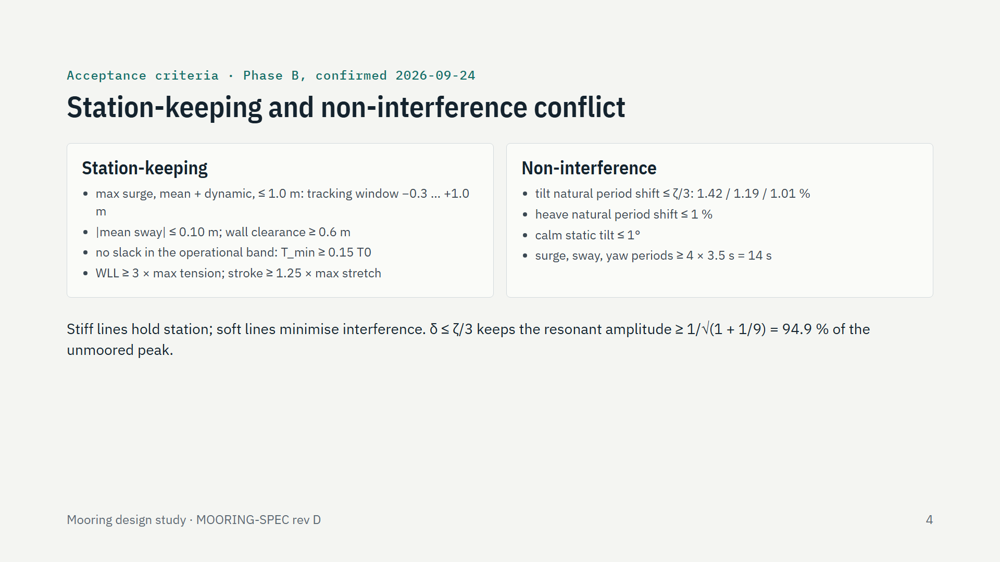 Acceptance criteria · Phase B, confirmed 2026-09-24
Station-keeping and non-interference conflict
Station-keeping
• max surge, mean + dynamic, ≤ 1.0 m: tracking window −0.3 … +1.0
m
• |mean sway| ≤ 0.10 m; wall clearance ≥ 0.6 m
• no slack in the operational band: T_min ≥ 0.15 T0
• WLL ≥ 3 × max tension; stroke ≥ 1.25 × max stretch
Non-interference
• tilt natural period shift ≤ ζ/3: 1.42 / 1.19 / 1.01 %
• heave natural period shift ≤ 1 %
• calm static tilt ≤ 1°
• surge, sway, yaw periods ≥ 4 × 3.5 s = 14 s
Stiff lines hold station; soft lines minimise interference. δ ≤ ζ/3 keeps the resonant amplitude ≥ 1/√(1 + 1/9) = 94.9 % of the
unmoored peak.
Mooring design study · MOORING-SPEC rev D
4